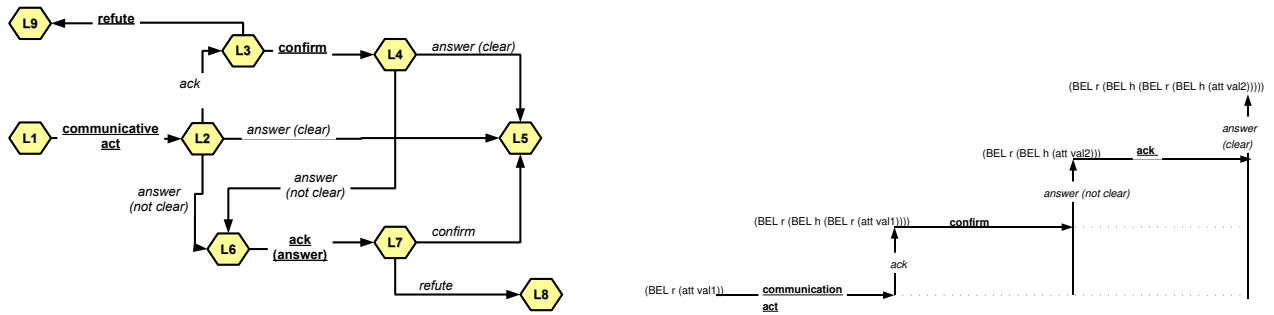 L9
refute
L3
confirm
L4
answer (clear)
ack
L1
communicative
act
L2
answer (clear)
L5
answer
(not clear)
answer
(not clear)
L6
ack
(answer)
L7
confirm
refute
L8
(BEL r (BEL h (BEL r (BEL h (att val2)))))
answer
(clear)
(BEL r (BEL h (att val2)))
ack
answer (not clear)
(BEL r (BEL h (BEL r (att val1))))
confirm
ack
(BEL r (att val1))
communication
act